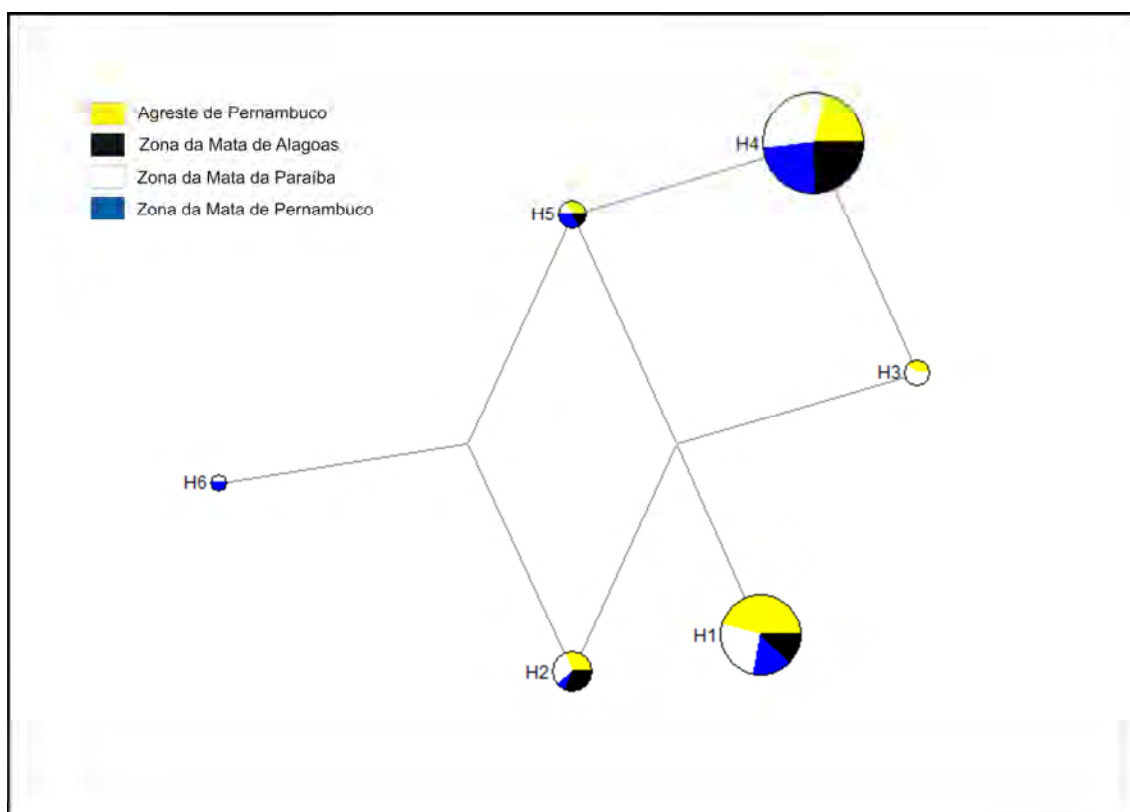 Agreste de Pernambuco
Zona da Mata de Alagoas
Zona da Mata da Paraíba
Zona da Mata de Pernambuco
H4
H5
H3
H6
H1
H2